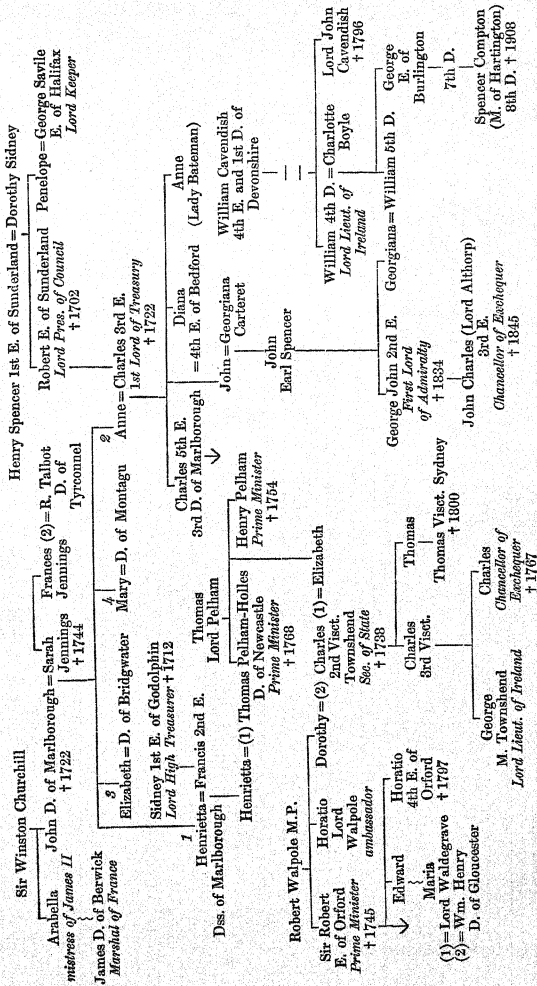 Sir Winston Churchill
Arabella
mistress of James II
John D. of Marlborough = Sarah
† 1722
Jennings
† 1744
Frances (2) = R. Talbot
Jennings
D. of
Tyrconnel
Henry Spencer 1st E. of Sunderland = Dorothy Sidney
Robert E. of Sunderland
Lord Pres. of Council
† 1702
Penelope = George Savile
E. of Halifax
Lord Keeper
James D. of Berwick
Marshal of France
3
4
2
Elizabeth = D. of Bridgwater
Mary = D. of Montagu
Anne = Charles 3rd E.
1st Lord of Treasury
† 1722
Sidney 1st E. of Godolphin
Lord High Treasurer † 1712
1
Henrietta = Francis 2nd E.
Dss. of Marlborough
Thomas
Lord Pelham
Charles 5th E.
3rd D. of Marlborough
Diana
= 4th E. of Bedford
Anne
(Lady Bateman)
John = Georgiana
Carteret
William Cavendish
4th E. and 1st D. of
Devonshire
Henrietta = (1) Thomas Pelham-Holles
D. of Newcastle
Prime Minister
† 1768
Henry Pelham
Prime Minister
† 1754
John
Earl Spencer
Robert Walpole M.P.
William 4th D. = Charlotte
Lord Lieut. of
Ireland
Boyle
Lord John
Cavendish
† 1796
Sir Robert
E. of Orford
Prime Minister
† 1745
Horatio
Lord
Walpole
ambassador
Dorothy = (2) Charles (1) = Elizabeth
2nd Visct.
Townshend
Sec. of State
† 1738
George John 2nd E.
First Lord
of Admiralty
† 1834
Georgiana = William 5th D.
George
E. of
Burlington
Edward
Horatio
4th E. of
Orford
† 1797
Charles
3rd Visct.
Thomas
John Charles (Lord Althorp)
3rd E.
Chancellor of Exchequer
† 1845
7th D.
Maria
(1) = Lord Waldegrave
(2) = Wm. Henry
D. of Gloucester
Thomas Visct. Sydney
† 1800
Spencer Compton
(M. of Hartington)
8th D. † 1908
George
M. Townshend
Lord Lieut. of Ireland
Charles
Chancellor of
Exchequer
† 1767